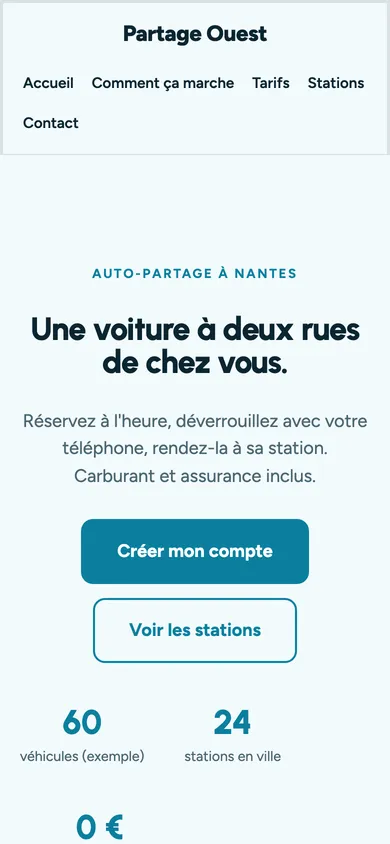 Partage Ouest
Accueil Comment ça marche Tarifs Stations
Contact
AUTO-PARTAGE À NANTES
Une voiture à deux rues
de chez vous.
Réservez à l'heure, déverrouillez avec votre
téléphone, rendez-la à sa station.
Carburant et assurance inclus.
Créer mon compte
Voir les stations
60 24
véhicules (exemple) stations en ville
0 €